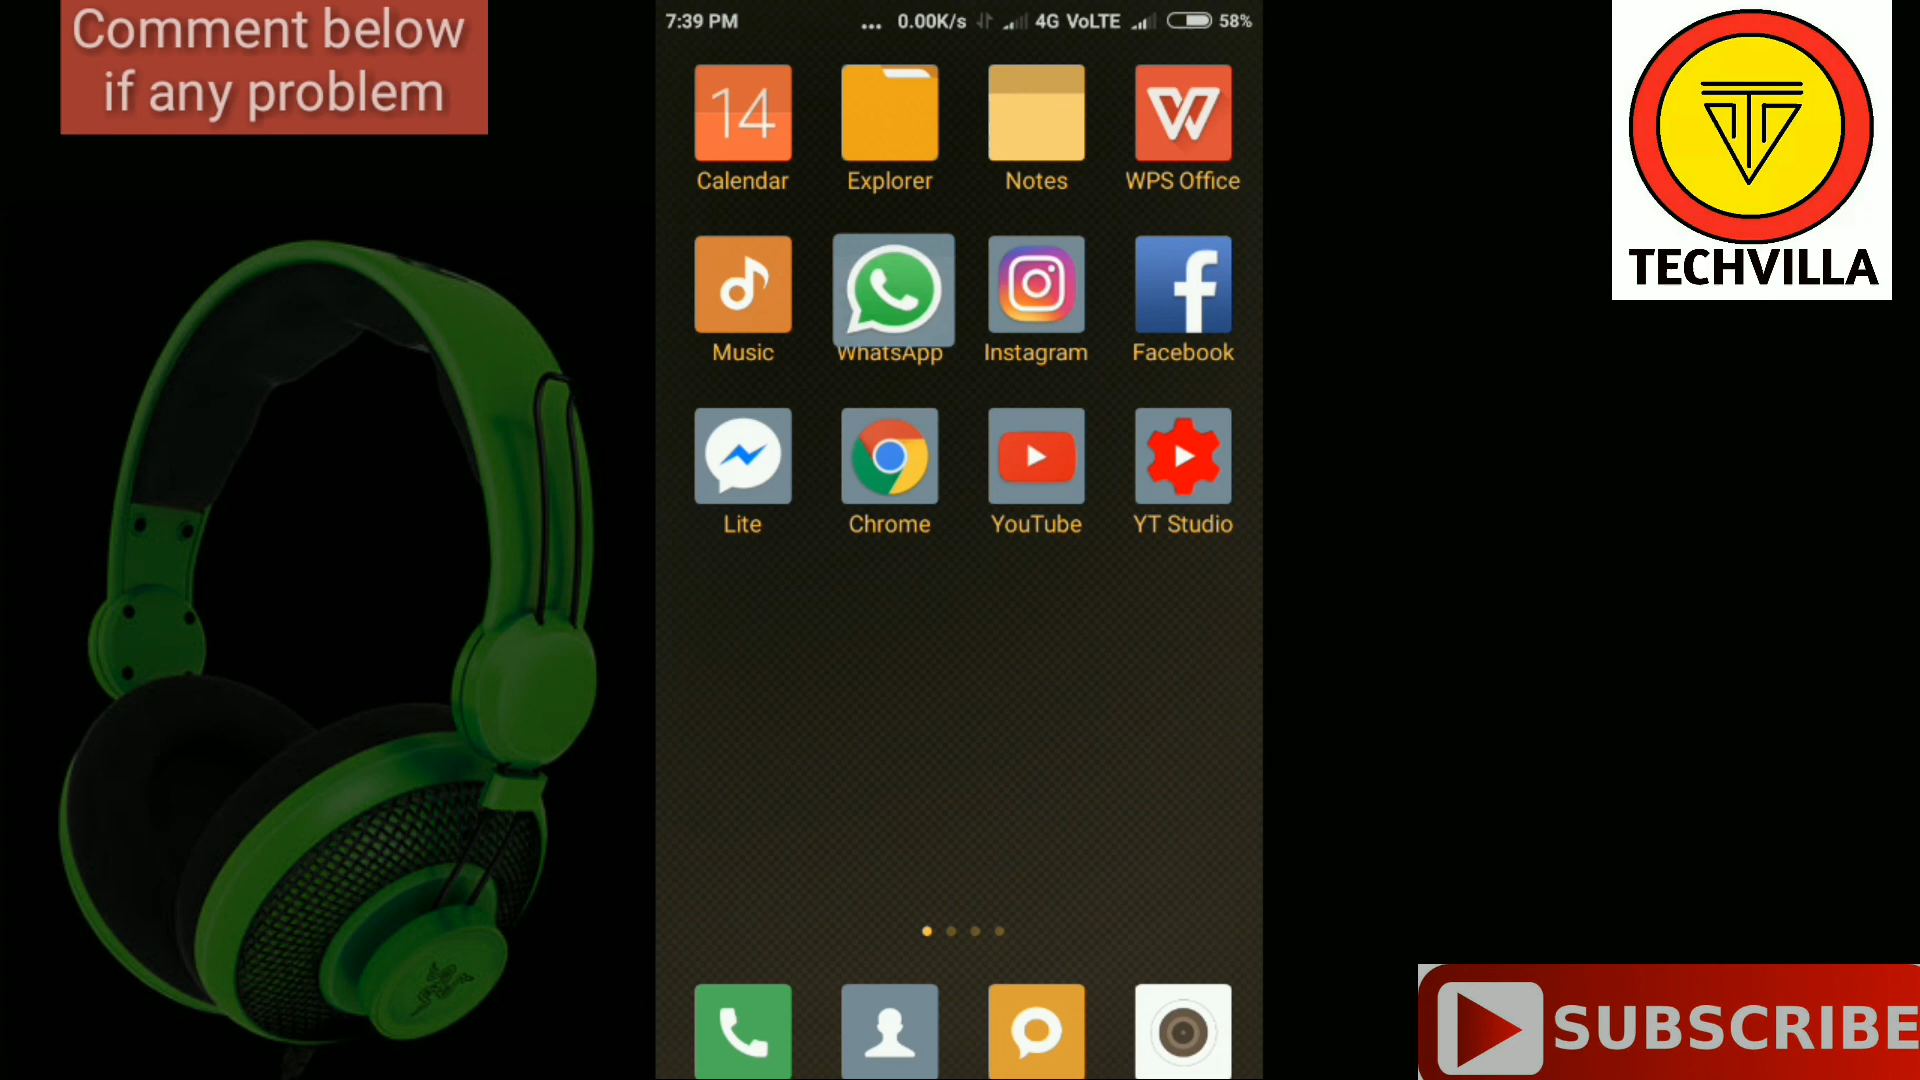 Comment below
if any problem
7:39 PM ... 0.00K/s 4G VoLTE 58%
14
Calendar Explorer Notes WPS Office
Music WhatsApp Instagram Facebook
Lite Chrome YouTube YT Studio
TECHVILLA
SUBSCRIBE